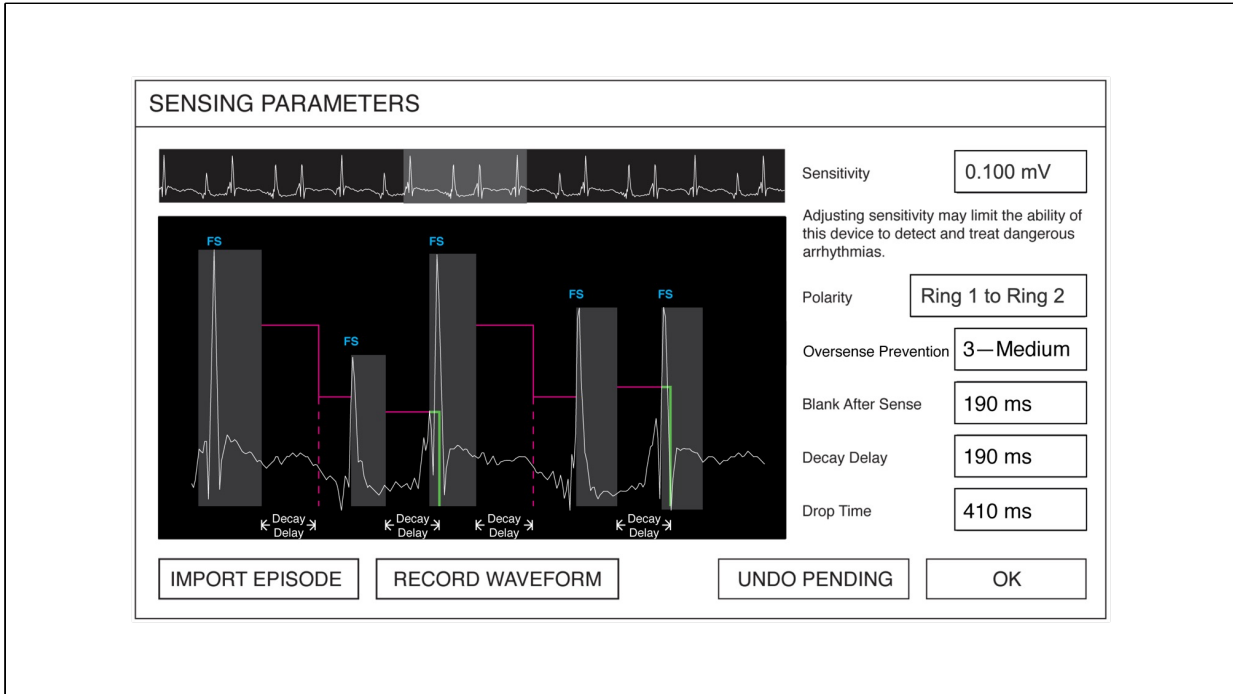 SENSING PARAMETERS
FS
FS
FS
FS
FS
Decay
Delay
Decay
Delay
Decay
Delay
Decay
Delay
Sensitivity
0.100 mV
Adjusting sensitivity may limit the ability of
this device to detect and treat dangerous
arrhythmias.
Polarity
Ring 1 to Ring 2
Oversense Prevention
3—Medium
Blank After Sense
190 ms
Decay Delay
190 ms
Drop Time
410 ms
IMPORT EPISODE
RECORD WAVEFORM
UNDO PENDING
OK